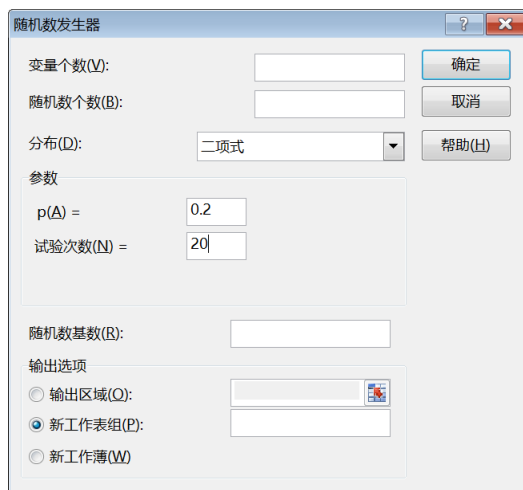 随机数发生器
变量个数(V):
确定
随机数个数(B):
取消
分布(D):
二项式
帮助(H)
参数
p(A) =
0.2
试验次数(N) =
20
随机数基数(R):
输出选项
输出区域(O):
新工作表组(P):
新工作薄(W)